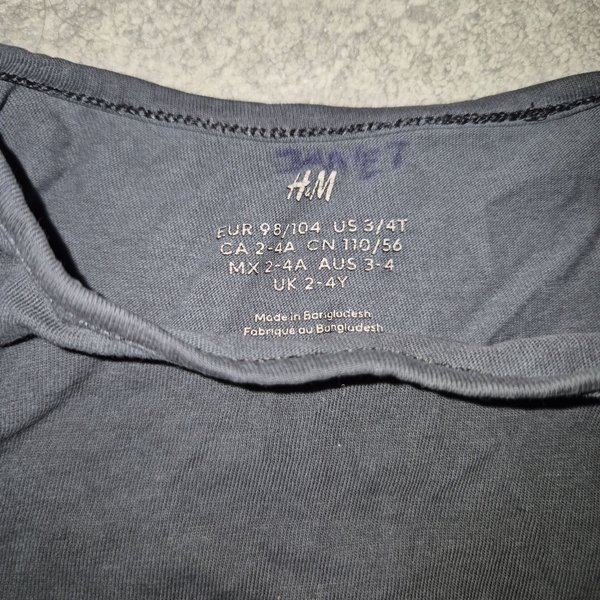 H&M
EUR 98/104 US 3/4T
CA 2-4A CN 110/56
MX 2-4A AUS 3-4
UK 2-4Y
Made in Bangladesh
Fabriqué au Bangladesh